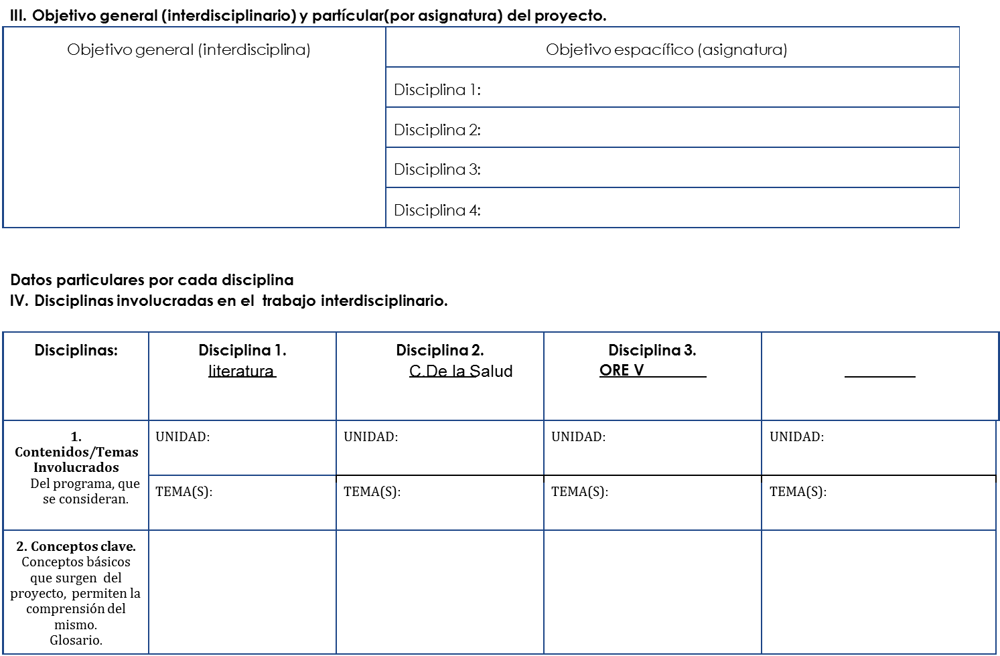 III. Objetivo general (interdisciplinario) y partícular(por asignatura) del proyecto.
Objetivo general (interdisciplina)
Objetivo espacífico (asignatura)
Disciplina 1:
Disciplina 2:
Disciplina 3:
Disciplina 4:
Datos particulares por cada disciplina
IV. Disciplinas involucradas en el trabajo interdisciplinario.
Disciplinas:
Disciplina 1.
literatura
Disciplina 2.
C.De la Salud
Disciplina 3.
ORE V
1.
Contenidos/Temas
Involucrados
Del programa, que
se consideran.
UNIDAD:
UNIDAD:
UNIDAD:
UNIDAD:
TEMA(S):
TEMA(S):
TEMA(S):
TEMA(S):
2. Conceptos clave.
Conceptos básicos
que surgen del
proyecto, permiten la
comprensión del
mismo.
Glosario.